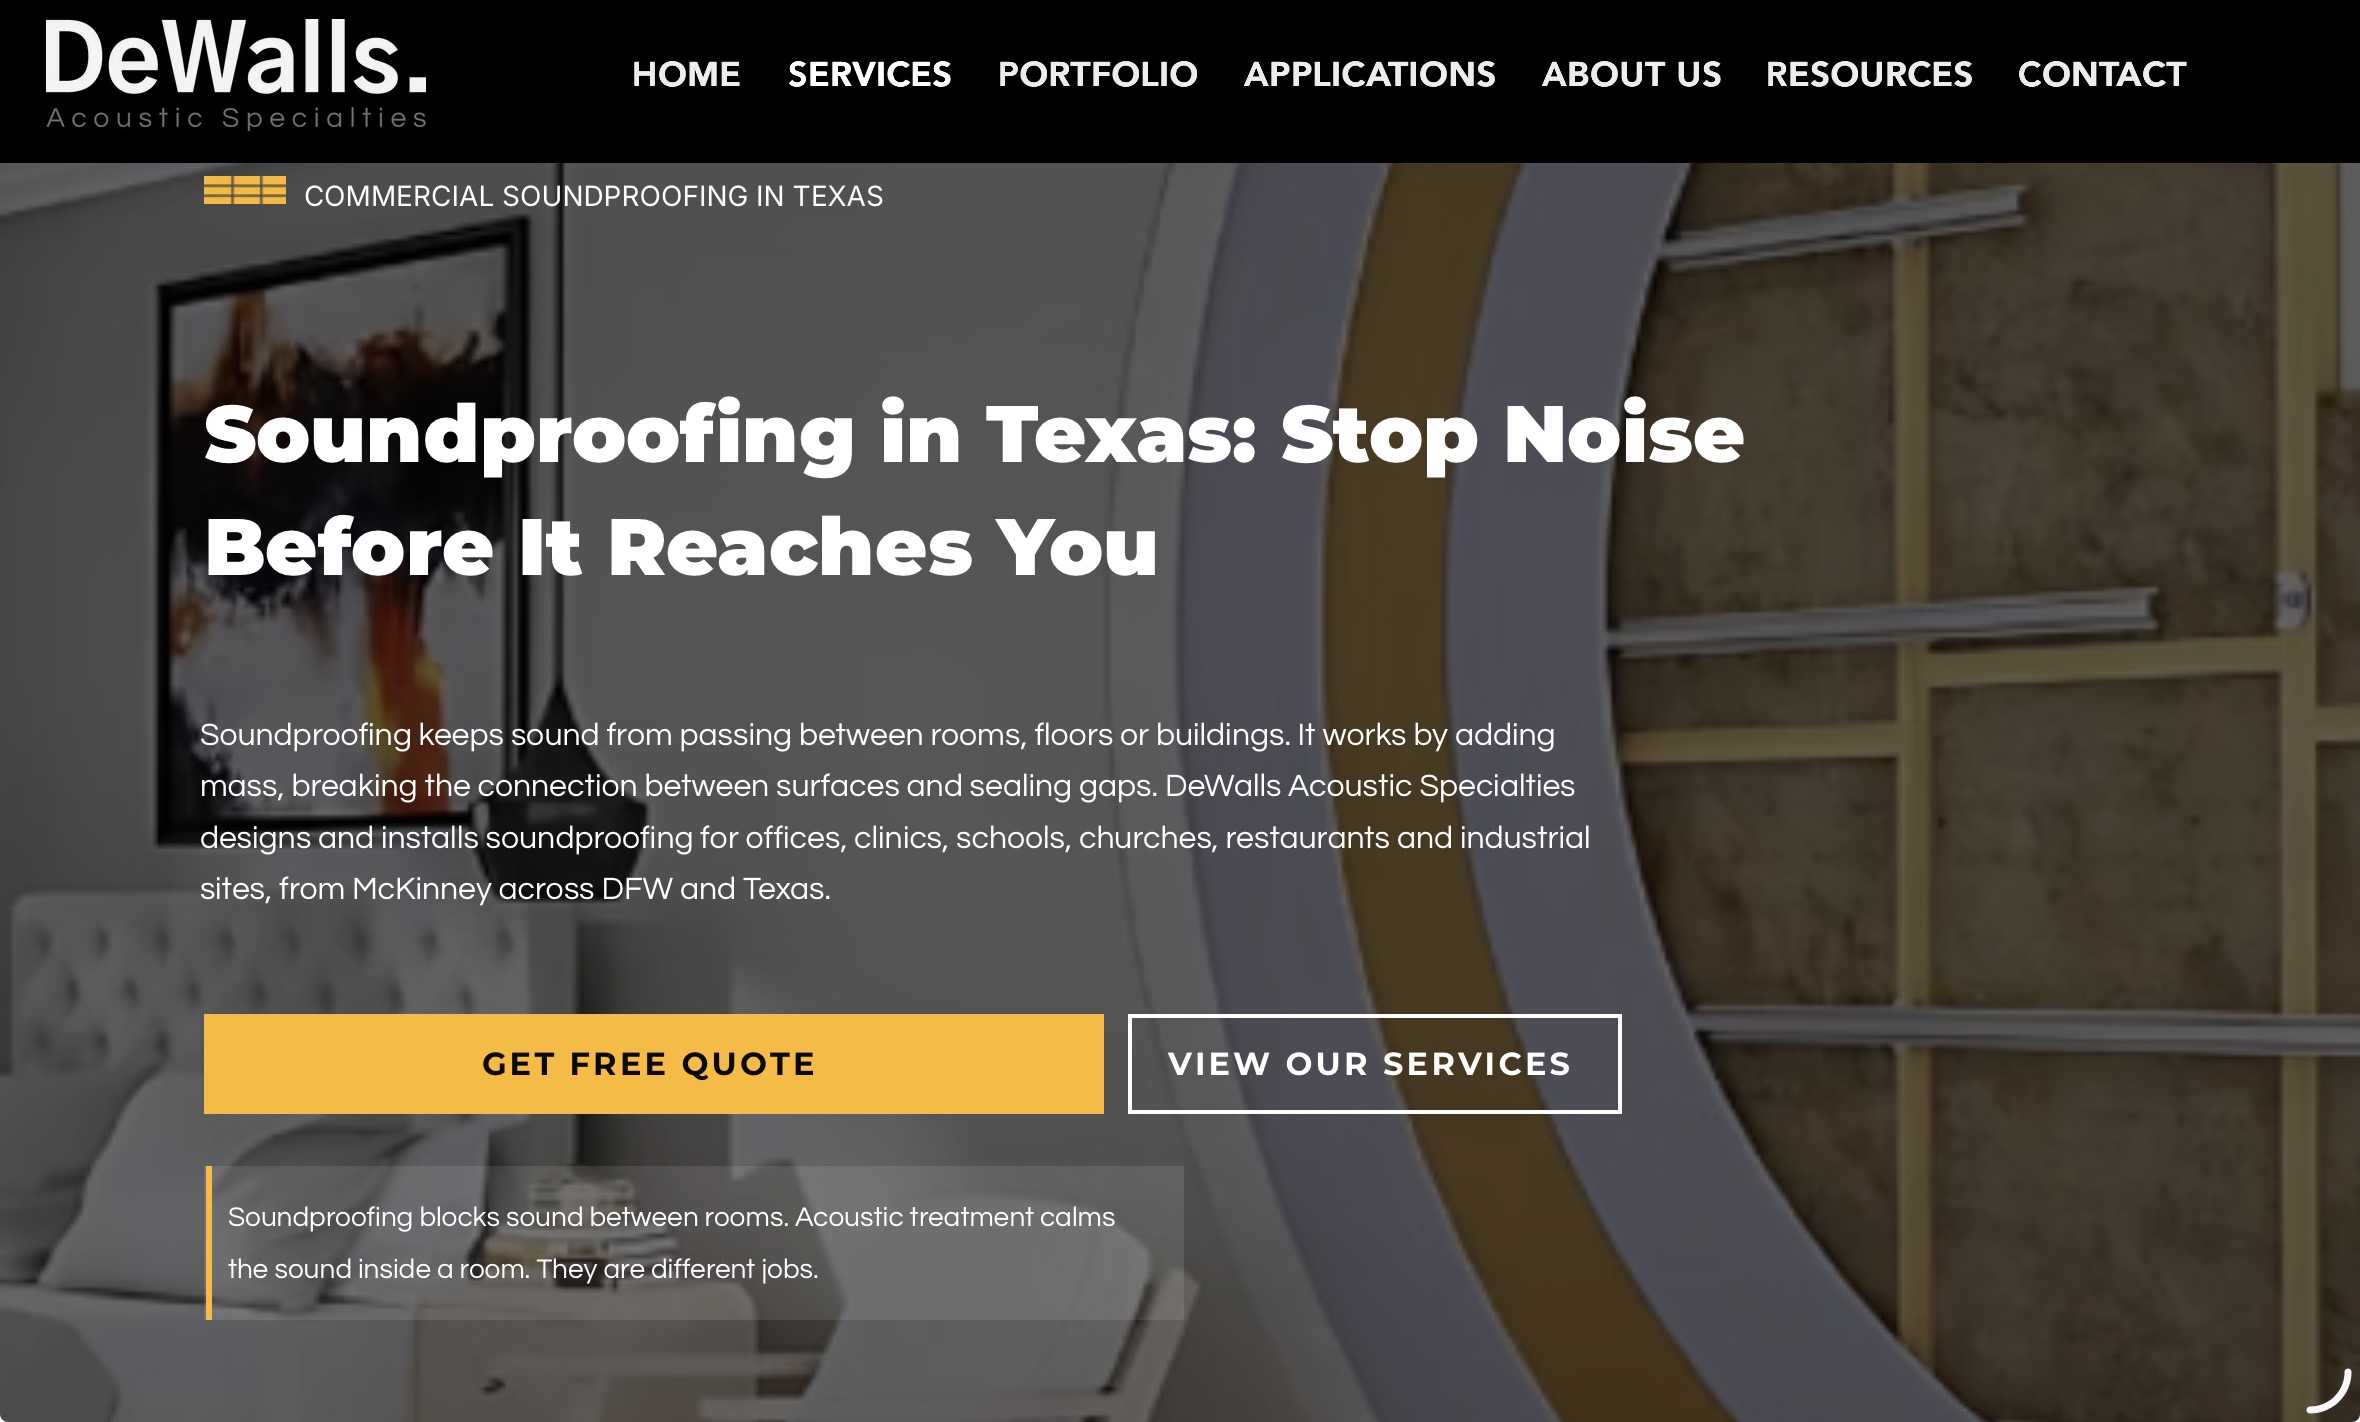 DeWalls.
Acoustic Specialties
HOME SERVICES PORTFOLIO APPLICATIONS ABOUT US RESOURCES CONTACT
COMMERCIAL SOUNDPROOFING IN TEXAS
Soundproofing in Texas: Stop Noise
Before It Reaches You
Soundproofing keeps sound from passing between rooms, floors or buildings. It works by adding
mass, breaking the connection between surfaces and sealing gaps. DeWalls Acoustic Specialties
designs and installs soundproofing for offices, clinics, schools, churches, restaurants and industrial
sites, from McKinney across DFW and Texas.
GET FREE QUOTE
VIEW OUR SERVICES
Soundproofing blocks sound between rooms. Acoustic treatment calms
the sound inside a room. They are different jobs.